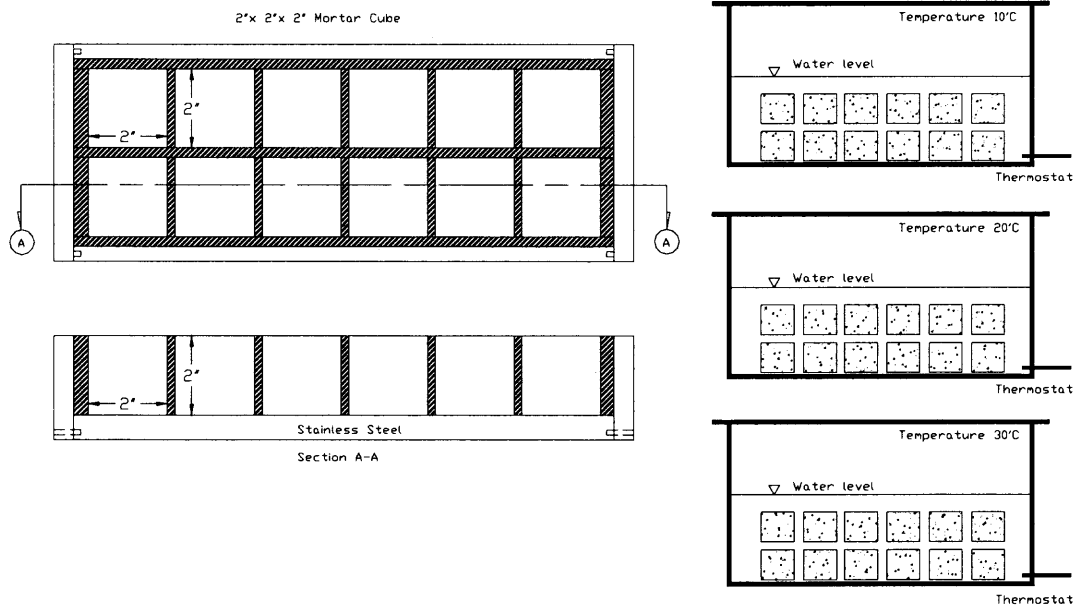 2"x 2"x 2" Mortar Cube
2"
2"
A
A
2"
2"
Stainless Steel
Section A-A
Temperature 10°C
Water level
Thermostat
Temperature 20°C
Water level
Thermostat
Temperature 30°C
Water level
Thermostat